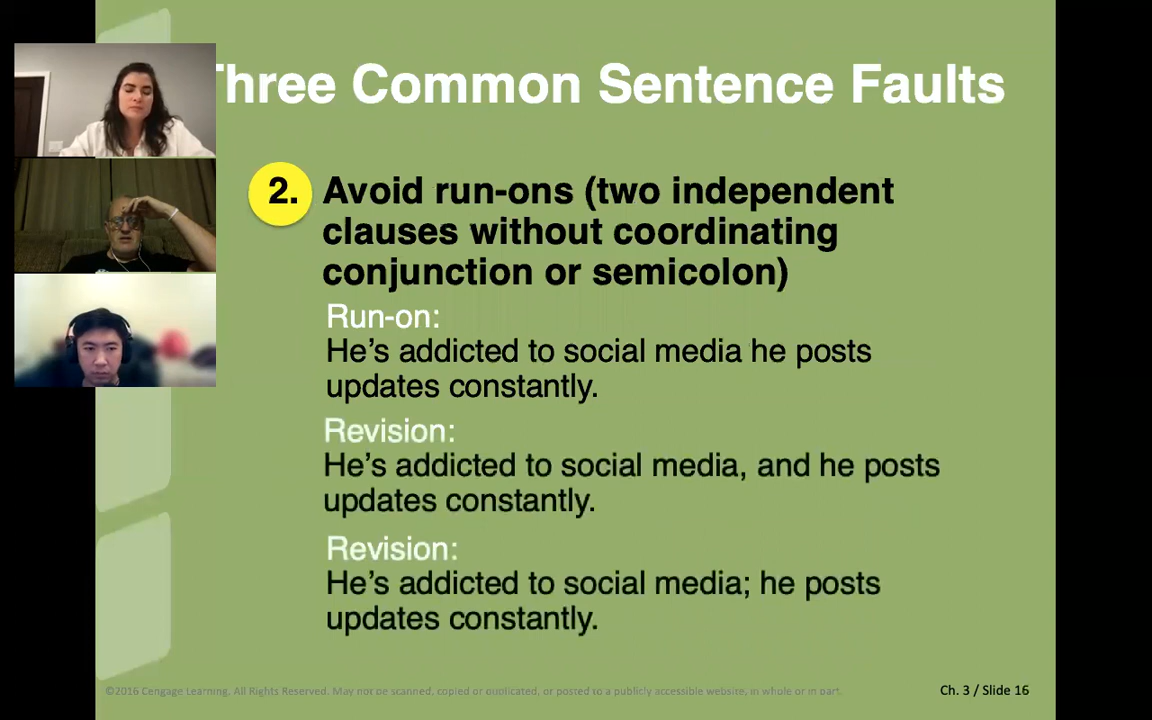 Three Common Sentence Faults
2. Avoid run-ons (two independent
clauses without coordinating
conjunction or semicolon)
Run-on:
He’s addicted to social media he posts
updates constantly.
Revision:
He’s addicted to social media, and he posts
updates constantly.
Revision:
He’s addicted to social media; he posts
updates constantly.
©2016 Cengage Learning. All Rights Reserved. May not be scanned, copied or duplicated, or posted to a publicly accessible website, in whole or in part.
Ch. 3 / Slide 16